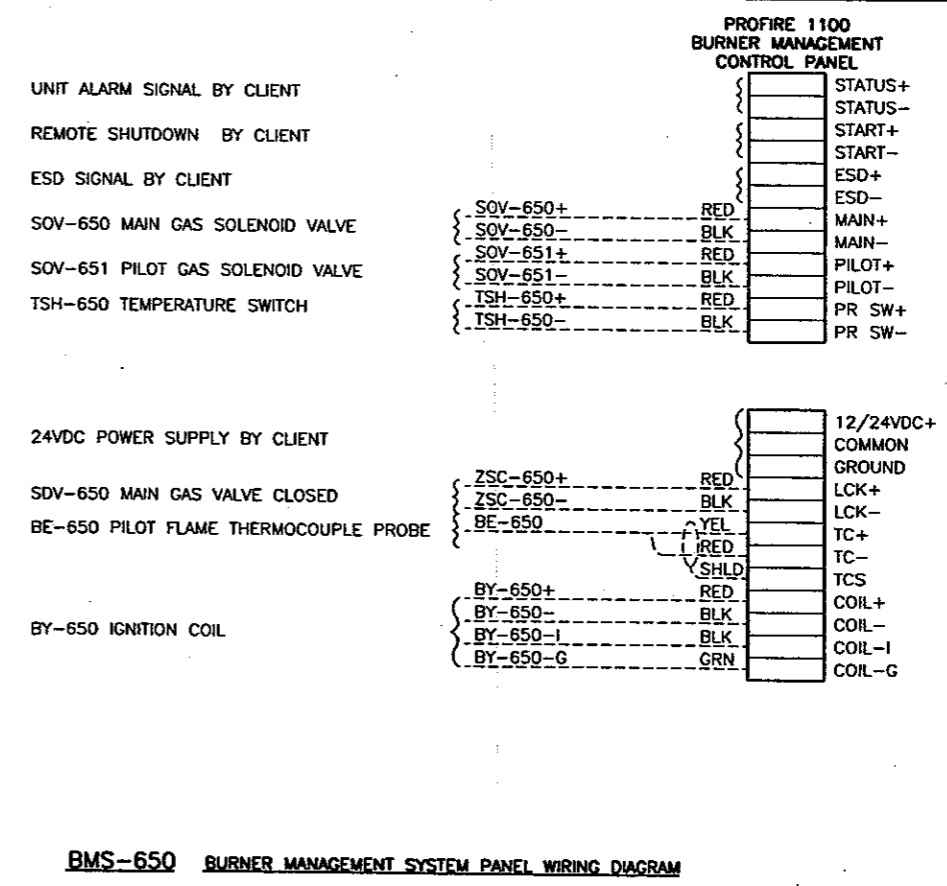 PROFIRE 1100
BURNER MANAGEMENT
CONTROL PANEL
UNIT ALARM SIGNAL BY CLIENT
STATUS+
STATUS-
REMOTE SHUTDOWN BY CLIENT
START+
START-
ESD SIGNAL BY CLIENT
ESD+
ESD-
SOV-650 MAIN GAS SOLENOID VALVE
SOV-650+ RED MAIN+
SOV-650- BLK MAIN-
SOV-651 PILOT GAS SOLENOID VALVE
SOV-651+ RED PILOT+
SOV-651- BLK PILOT-
TSH-650 TEMPERATURE SWITCH
TSH-650+ RED PR SW+
TSH-650- BLK PR SW-
24VDC POWER SUPPLY BY CLIENT
12/24VDC+
COMMON
GROUND
SDV-650 MAIN GAS VALVE CLOSED
ZSC-650+ RED LCK+
ZSC-650- BLK LCK-
BE-650 PILOT FLAME THERMOCOUPLE PROBE
BE-650 YEL TC+
RED TC-
SHLD TCS
BY-650 IGNITION COIL
BY-650+ RED COIL+
BY-650- BLK COIL-
BY-650-I BLK COIL-I
BY-650-G GRN COIL-G
BMS-650 BURNER MANAGEMENT SYSTEM PANEL WIRING DIAGRAM